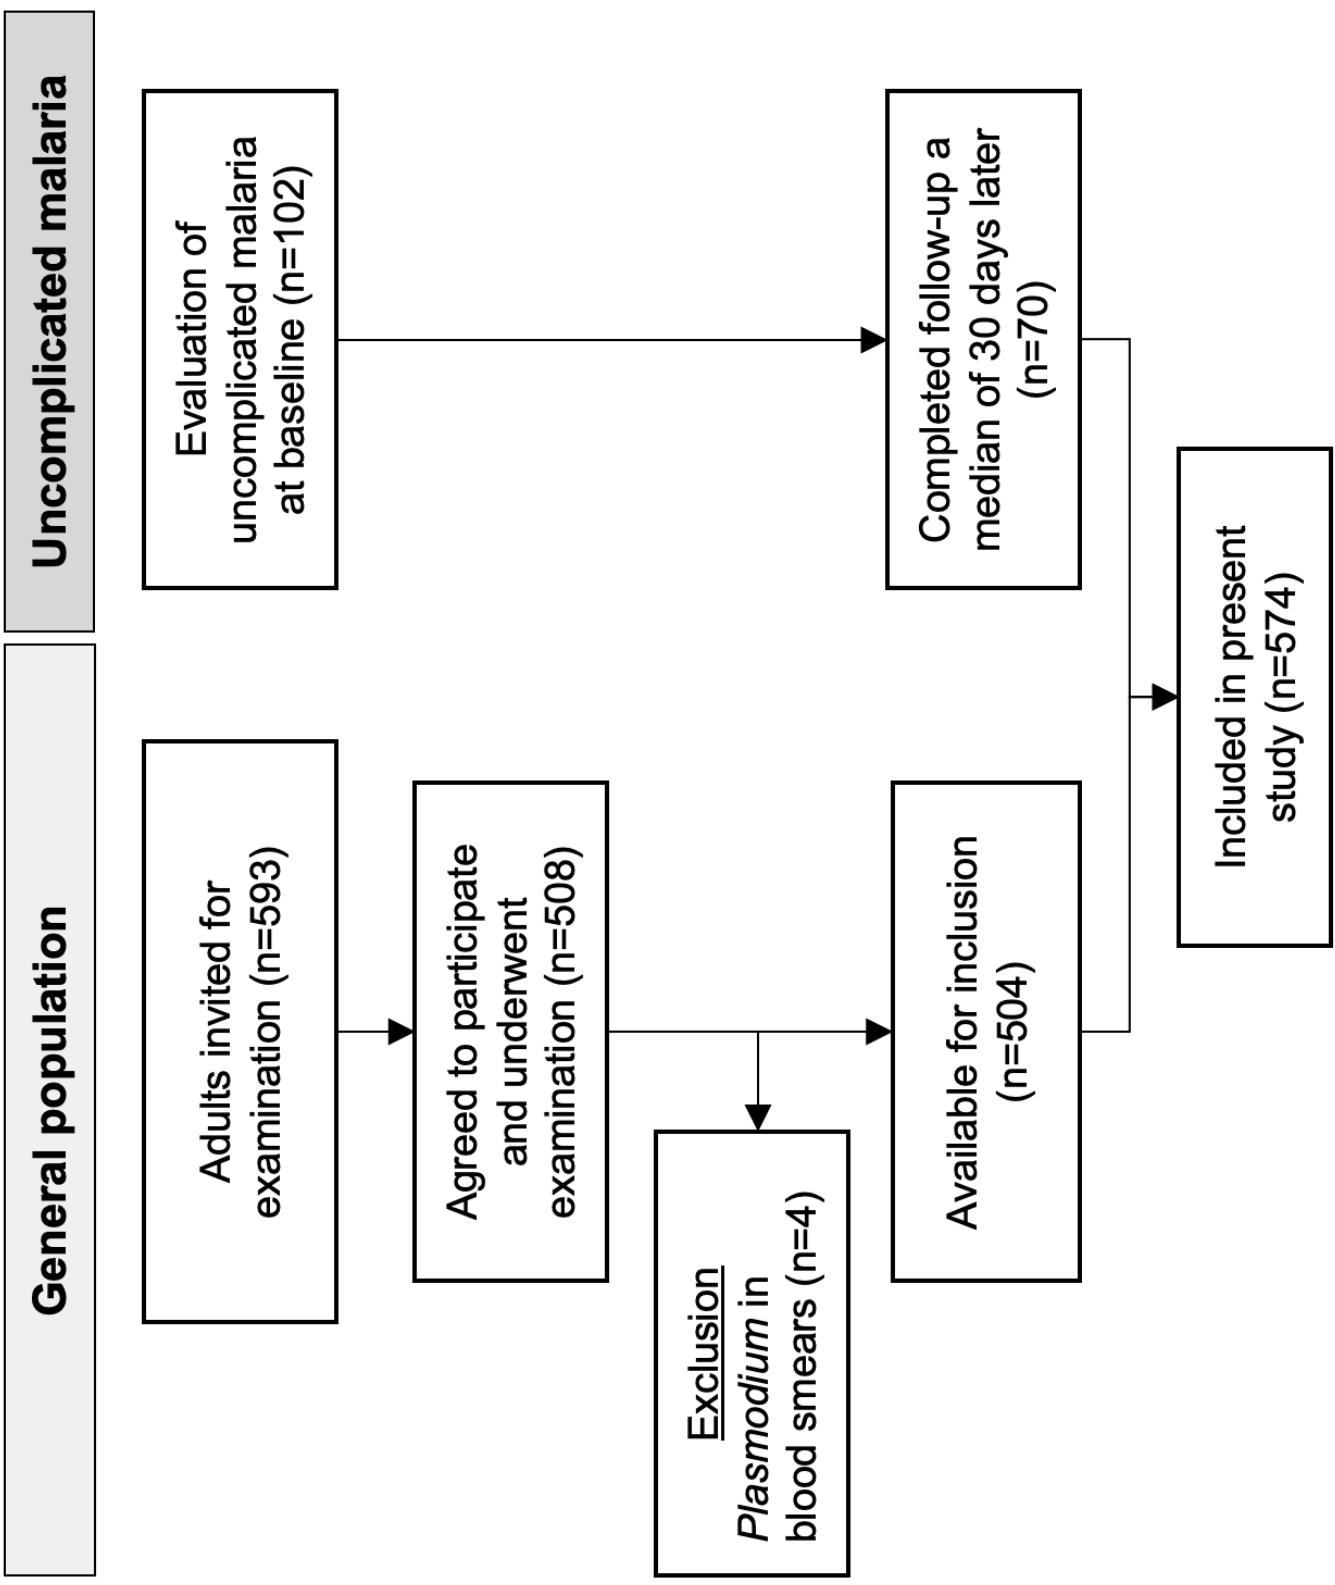 General population
Adults invited for
examination (n=593)
Agreed to participate
and underwent
examination (n=508)
Exclusion
Plasmodium in
blood smears (n=4)
Available for inclusion
(n=504)
Uncomplicated malaria
Evaluation of
uncomplicated malaria
at baseline (n=102)
Completed follow-up a
median of 30 days later
(n=70)
Included in present
study (n=574)